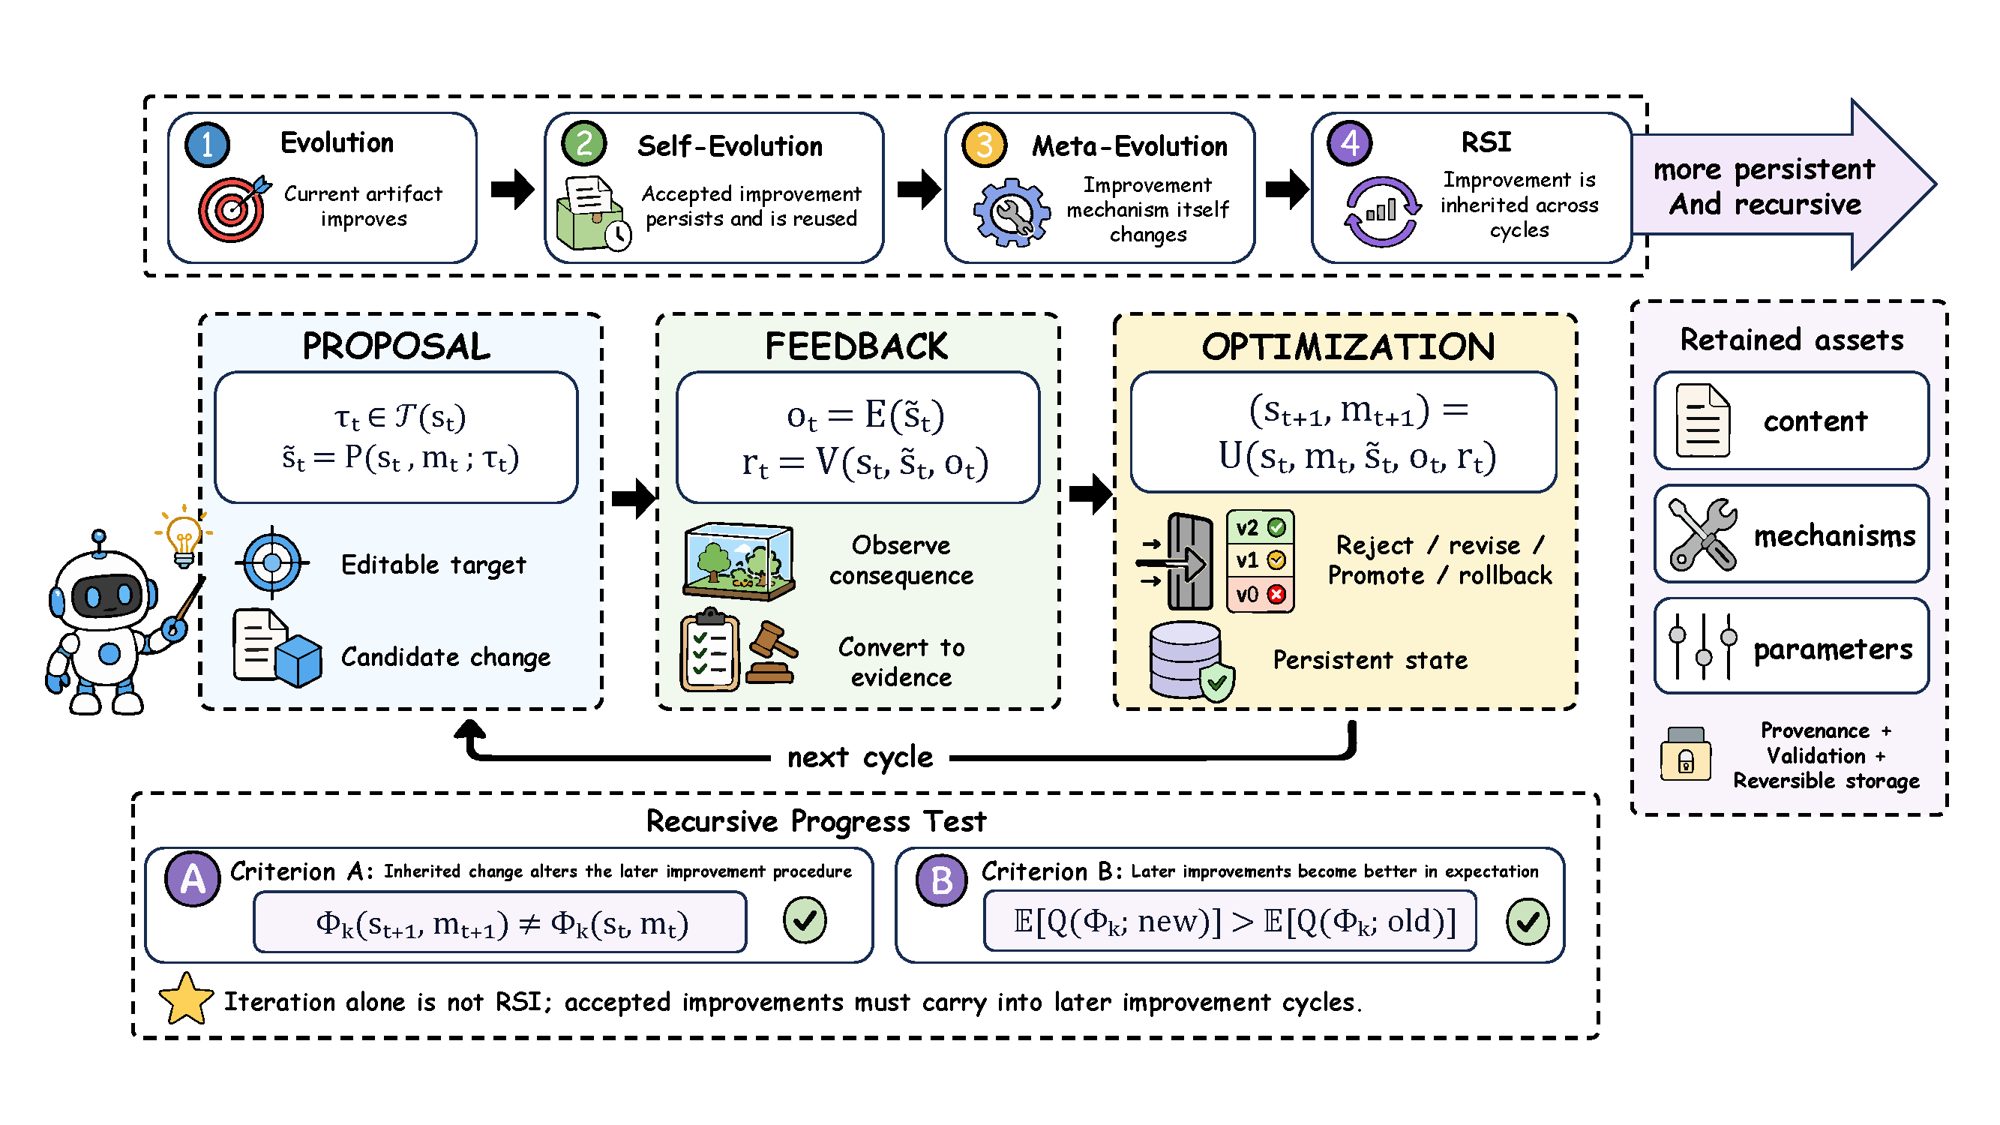 1
Evolution
Current artifact
improves
2
Self-Evolution
Accepted improvement
persists and is reused
3
Meta-Evolution
Improvement
mechanism itself
changes
4
RSI
Improvement is
inherited across
cycles
more persistent
And recursive
PROPOSAL
τₜ ∈ 𝒯(sₜ)
s̃ₜ = P(sₜ , mₜ ; τₜ)
Editable target
Candidate change
FEEDBACK
oₜ = E(s̃ₜ)
rₜ = V(sₜ, s̃ₜ, oₜ)
Observe
consequence
Convert to
evidence
OPTIMIZATION
(sₜ₊₁, mₜ₊₁) =
U(sₜ, mₜ, s̃ₜ, oₜ, rₜ)
v2
v1
v0
Reject / revise /
Promote / rollback
Persistent state
next cycle
Retained assets
content
mechanisms
parameters
Provenance +
Validation +
Reversible storage
Recursive Progress Test
A
Criterion A: Inherited change alters the later improvement procedure
Φₖ(sₜ₊₁, mₜ₊₁) ≠ Φₖ(sₜ, mₜ)
B
Criterion B: Later improvements become better in expectation
𝔼[Q(Φₖ; new)] > 𝔼[Q(Φₖ; old)]
Iteration alone is not RSI; accepted improvements must carry into later improvement cycles.